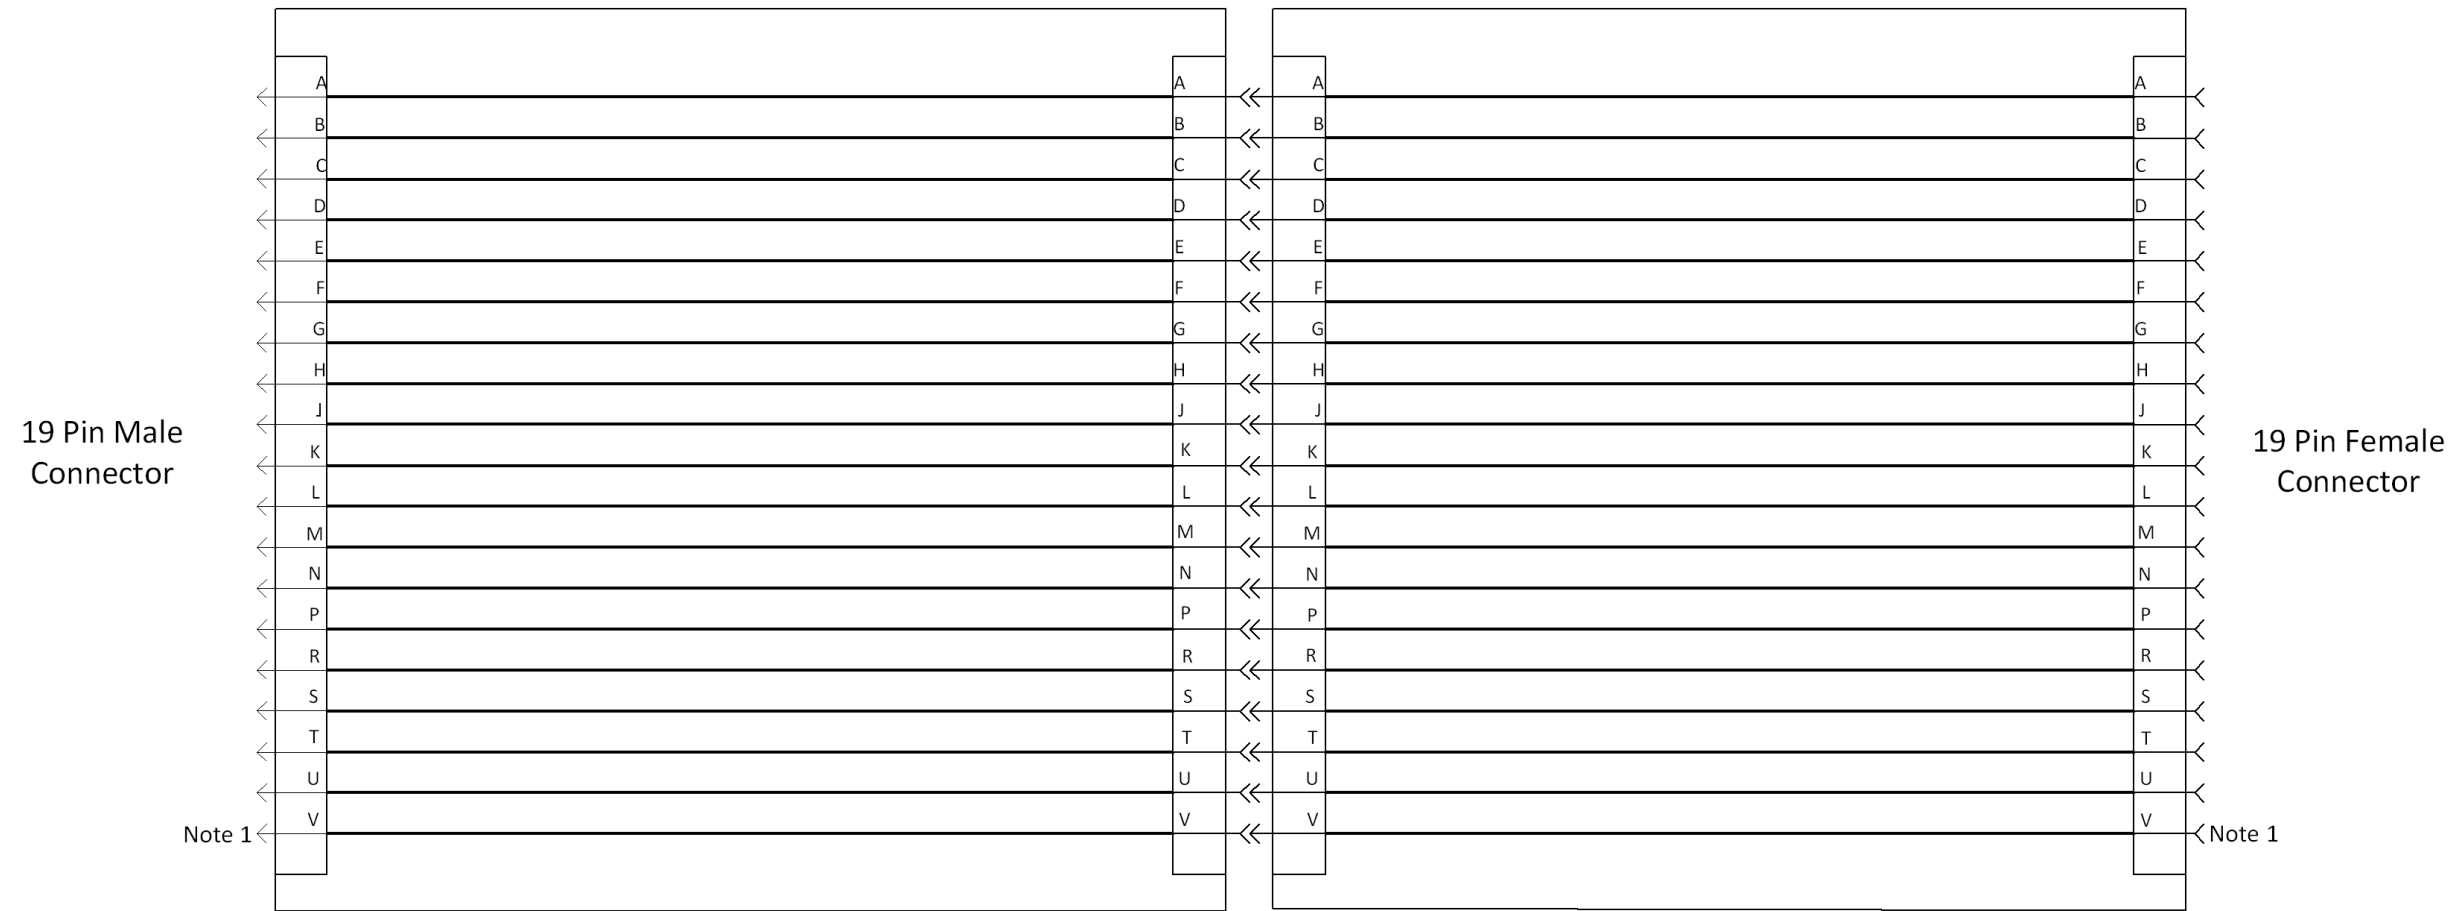 A A A A
B B B B
C C C C
D D D D
E E E E
F F F F
G G G G
H H H H
J J J J
19 Pin Male
Connector
19 Pin Female
Connector
K K K K
L L L L
M M M M
N N N N
P P P P
R R R R
S S S S
T T T T
U U U U
V V V V
Note 1 Note 1